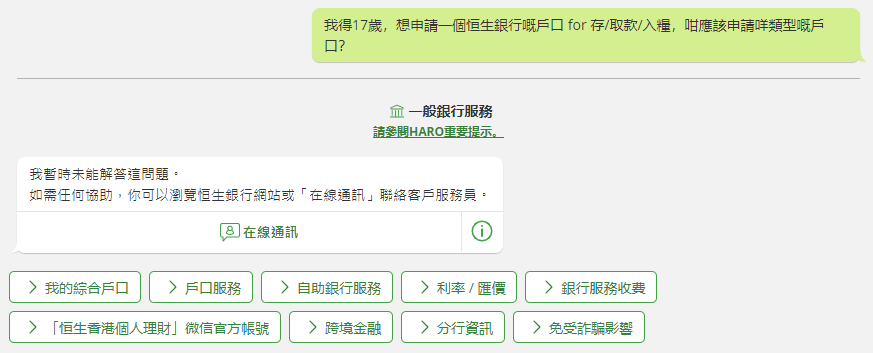 我得17歲，想申請一個恒生銀行嘅戶口 for 存/取款/入糧，咁應該申請咩類型嘅戶
口?
一般銀行服務
請參閱HARO重要提示。
我暫時未能解答這問題。
如需任何協助，你可以瀏覽恒生銀行網站或「在線通訊」聯絡客戶服務員。
在線通訊
我的綜合戶口 戶口服務 自助銀行服務 利率 / 匯價 銀行服務收費
「恒生香港個人理財」微信官方帳號 跨境金融 分行資訊 免受詐騙影響